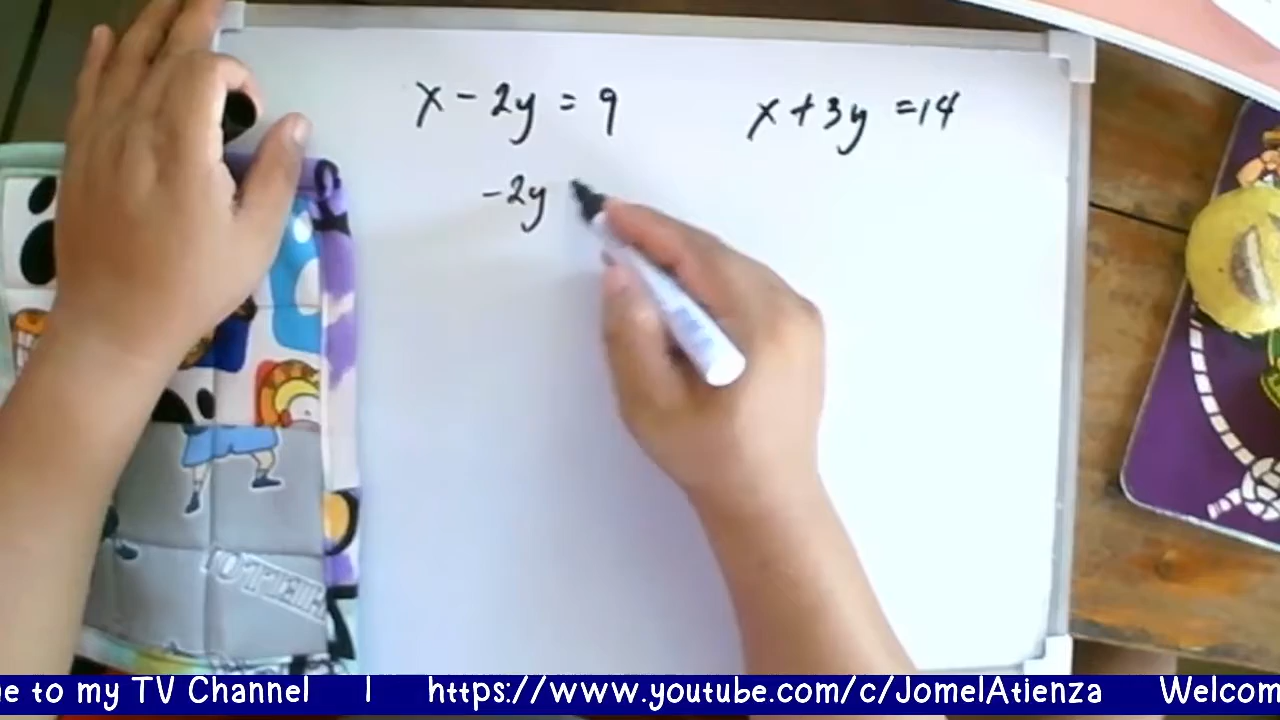 x - 2y = 9
x + 3y = 14
-2y
e to my TV Channel | https://www.youtube.com/c/JomelAtienza Welcom